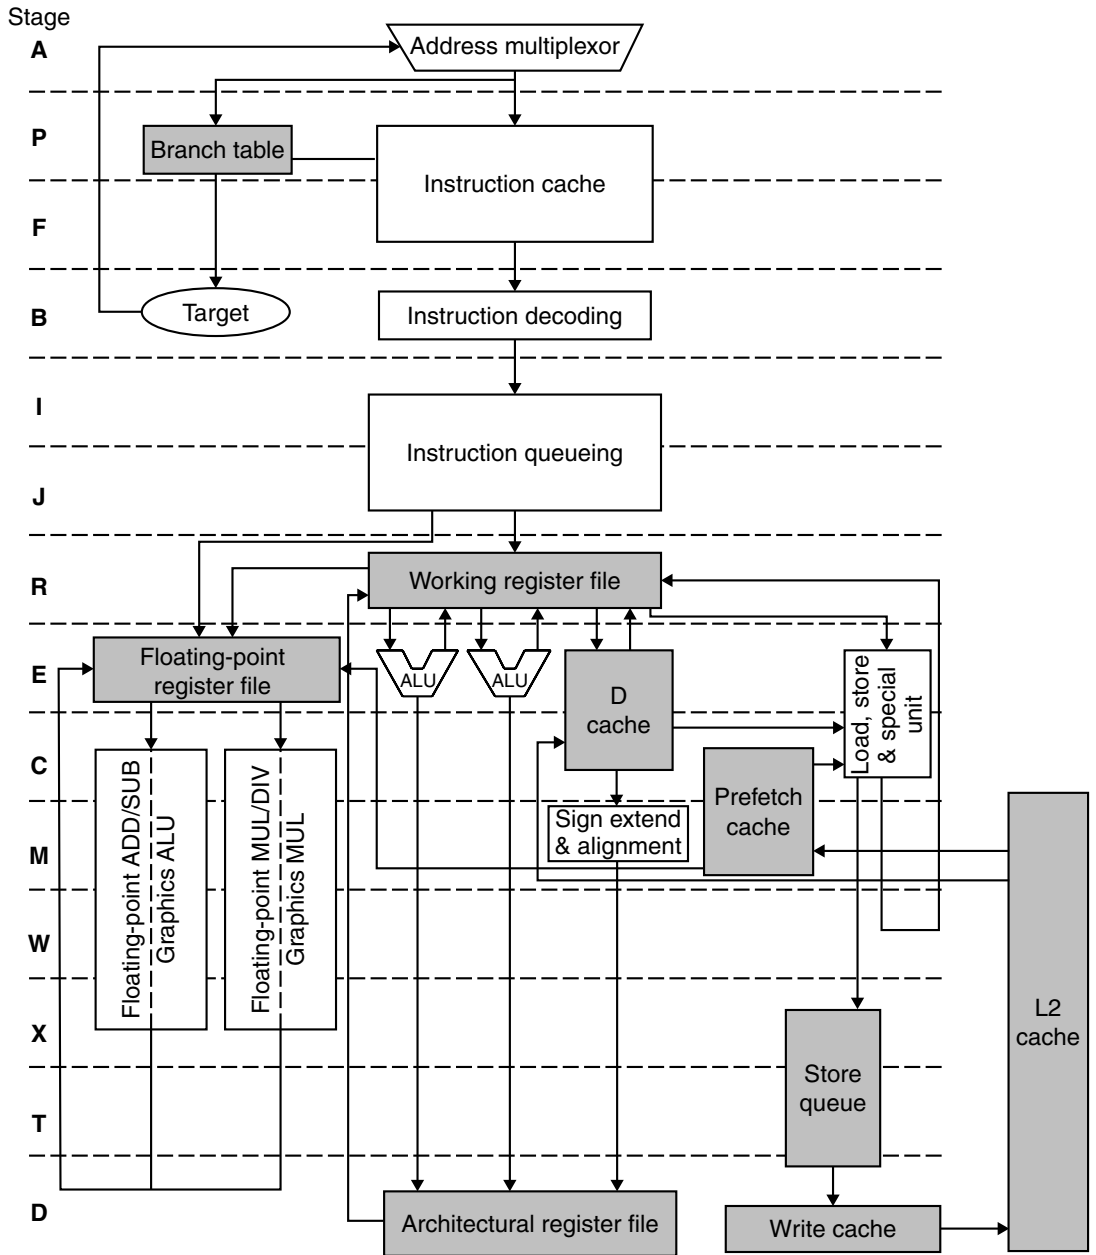 Stage
A
Address multiplexor
P
Branch table
Instruction cache
F
B
Target
Instruction decoding
I
Instruction queueing
J
R
Working register file
E
Floating-point
register file
ALU
ALU
D
cache
Load, store
& special
unit
C
Floating-point ADD/SUB
Graphics ALU
Floating-point MUL/DIV
Graphics MUL
Prefetch
cache
Sign extend
& alignment
M
W
X
L2
cache
Store
queue
T
D
Architectural register file
Write cache